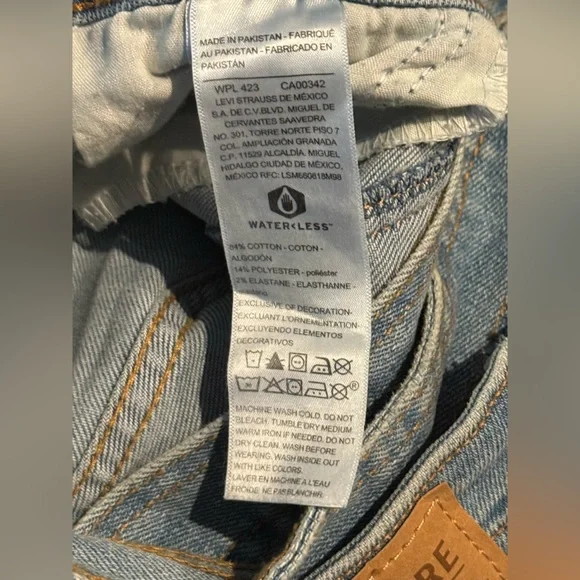 MADE IN PAKISTAN - FABRIQUÉ
AU PAKISTAN - FABRICADO EN
PAKISTÁN
WPL 423 CA00342
LEVI STRAUSS DE MÉXICO
S.A. DE C.V.BLVD. MIGUEL DE
CERVANTES SAAVEDRA
NO. 301, TORRE NORTE PISO 7
COL. AMPLIACIÓN GRANADA
C.P. 11529 ALCALDÍA. MIGUEL
HIDALGO CIUDAD DE MÉXICO,
MÉXICO RFC: LSM660618M98
WATER<LESS™
84% COTTON - COTON -
ALGODÓN
14% POLYESTER - poliéster
2% ELASTANE - ELASTHANNE -
EXCLUSIVE OF DECORATION-
EXCLUANT L'ORNEMENTATION-
EXCLUYENDO ELEMENTOS
DECORATIVOS
MACHINE WASH COLD. DO NOT
BLEACH. TUMBLE DRY MEDIUM
WARM IRON IF NEEDED. DO NOT
DRY CLEAN. WASH BEFORE
WEARING. WASH INSIDE OUT
WITH LIKE COLORS.
LAVER EN MACHINE A L'EAU
FROIDE. NE PAS BLANCHIR.
RE